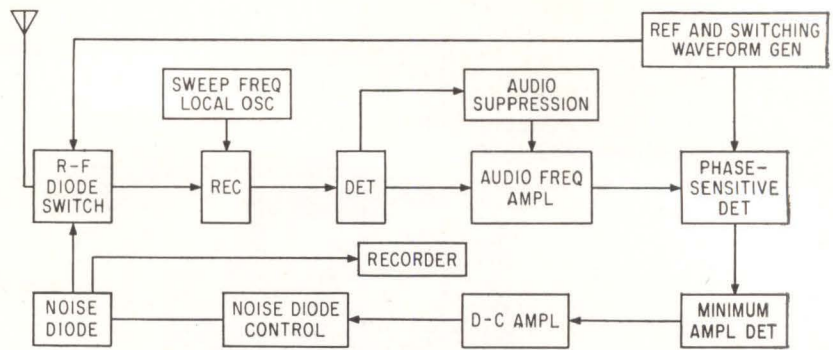 REF AND SWITCHING
WAVEFORM GEN
SWEEP FREQ
LOCAL OSC
AUDIO
SUPPRESSION
R-F
DIODE
SWITCH
REC
DET
AUDIO FREQ
AMPL
PHASE-
SENSITIVE
DET
RECORDER
NOISE
DIODE
NOISE DIODE
CONTROL
D-C AMPL
MINIMUM
AMPL DET